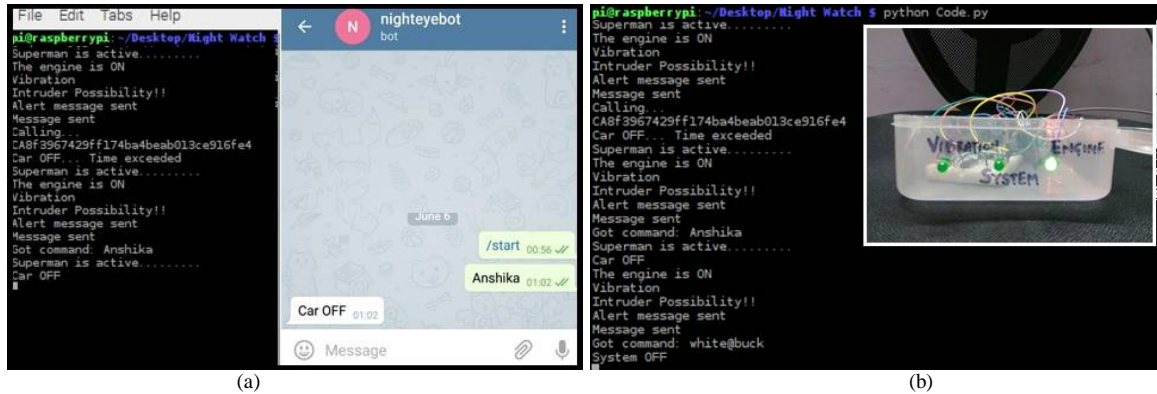 File Edit Tabs Help
pi@raspberrypi:~/Desktop/Night Watch $
Superman is active.........
The engine is ON
Vibration
Intruder Possibility!!
Alert message sent
Message sent
Calling...
CA8f3967429ff174ba4beab013ce916fe4
Car OFF... Time exceeded
Superman is active.........
The engine is ON
Vibration
Intruder Possibility!!
Alert message sent
Message sent
Got command: Anshika
Superman is active.........
Car OFF
N
nighteyebot
bot
June 6
/start 00:56
Anshika 01:02
Car OFF 01:02
Message
(a)
pi@raspberrypi:~/Desktop/Night Watch $ python Code.py
Superman is active.........
The engine is ON
Vibration
Intruder Possibility!!
Alert message sent
Message sent
Calling...
CA8f3967429ff174ba4beab013ce916fe4
Car OFF... Time exceeded
Superman is active.........
The engine is ON
Vibration
Intruder Possibility!!
Alert message sent
Message sent
Got command: Anshika
Superman is active.........
Car OFF
The engine is ON
Vibration
Intruder Possibility!!
Alert message sent
Message sent
Got command: white@buck
System OFF
VIBRATION
SYSTEM
ENGINE
(b)